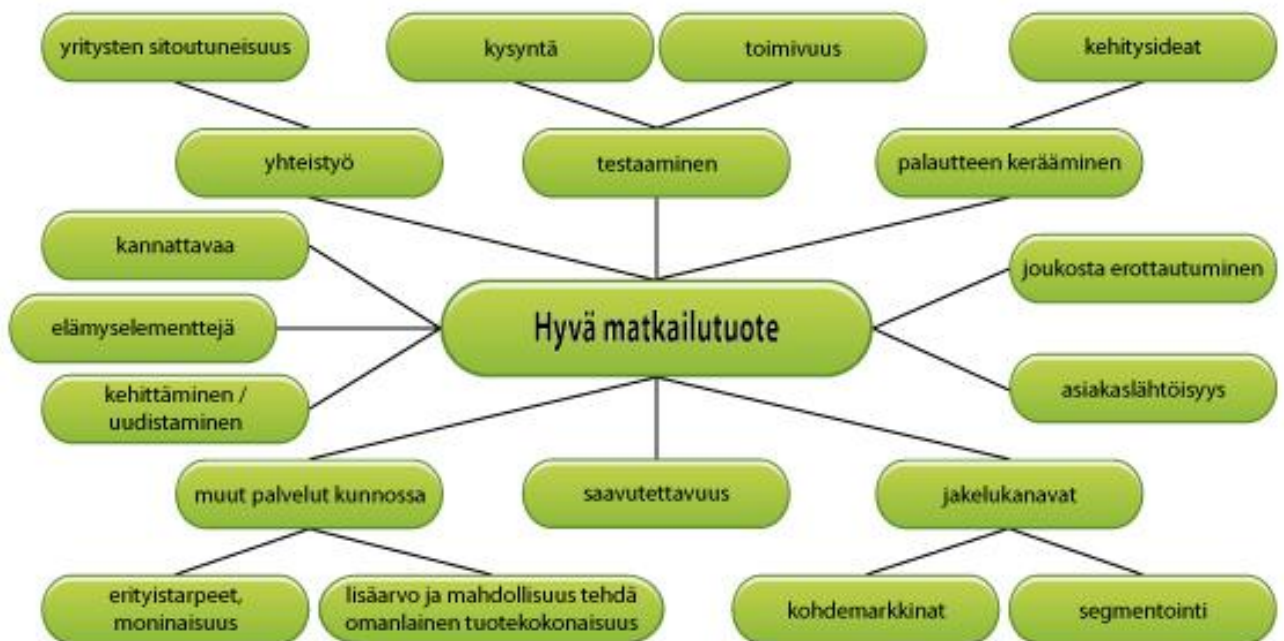 yritysten sitoutuneisuus
kysyntä
toimivuus
kehitysideat
yhteistyö
testaaminen
palautteen kerääminen
kannattavaa
joukosta erottautuminen
elämyselementtejä
Hyvä matkailutuote
kehittäminen /
uudistaminen
asiakaslähtöisyys
muut palvelut kunnossa
saavutettavuus
jakelukanavat
erityistarpeet,
moninaisuus
lisäarvo ja mahdollisuus tehdä
omanlainen tuotekokonaisuus
kohdemarkkinat
segmentointi